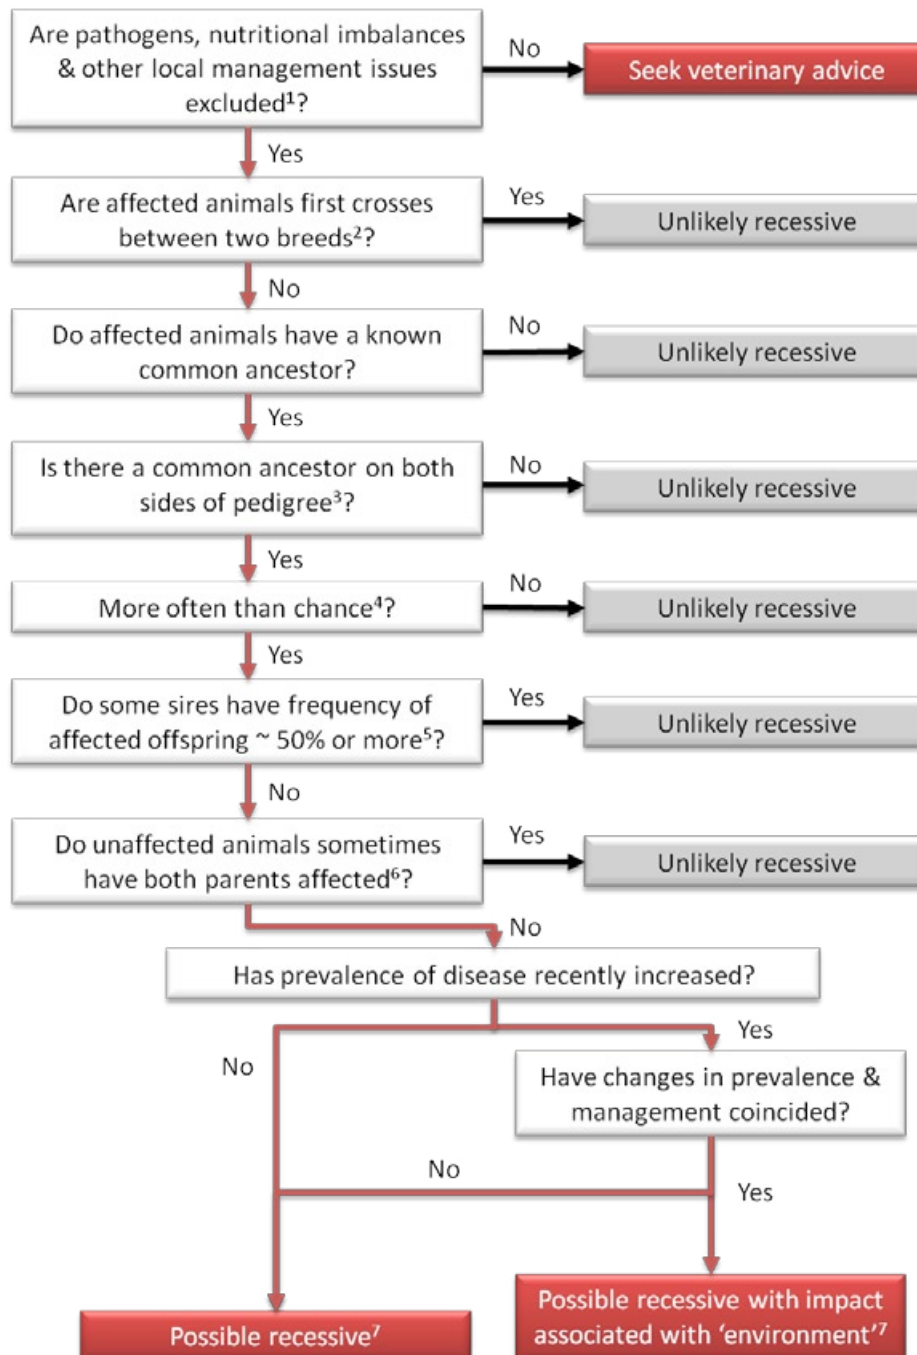 Are pathogens, nutritional imbalances
& other local management issues
excluded¹?
No
Seek veterinary advice
Yes
Are affected animals first crosses
between two breeds²?
Yes
Unlikely recessive
No
Do affected animals have a known
common ancestor?
No
Unlikely recessive
Yes
Is there a common ancestor on both
sides of pedigree³?
No
Unlikely recessive
Yes
More often than chance⁴?
No
Unlikely recessive
Yes
Do some sires have frequency of
affected offspring ~ 50% or more⁵?
Yes
Unlikely recessive
No
Do unaffected animals sometimes
have both parents affected⁶?
Yes
Unlikely recessive
No
Has prevalence of disease recently increased?
No
Yes
Have changes in prevalence &
management coincided?
No
Yes
Possible recessive⁷
Possible recessive with impact
associated with ‘environment’⁷